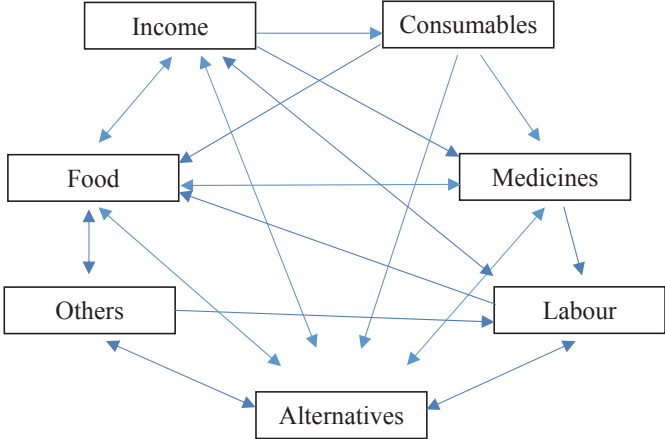 Income
Consumables
Food
Medicines
Others
Labour
Alternatives